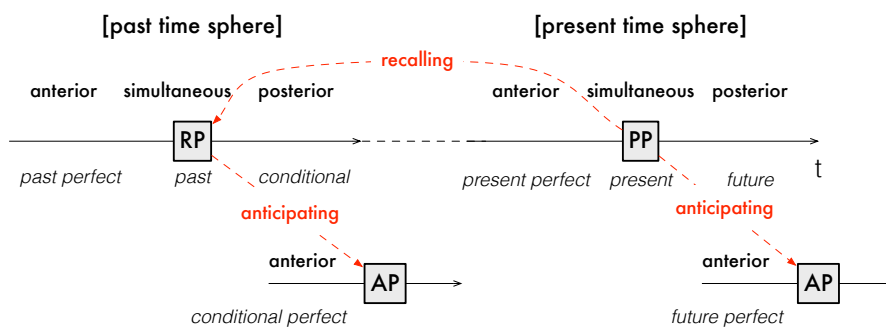 [past time sphere] [present time sphere]
recalling
anterior simultaneous posterior anterior simultaneous posterior
RP PP
past perfect past conditional present perfect present future t
anticipating anticipating
anterior AP anterior AP
conditional perfect future perfect